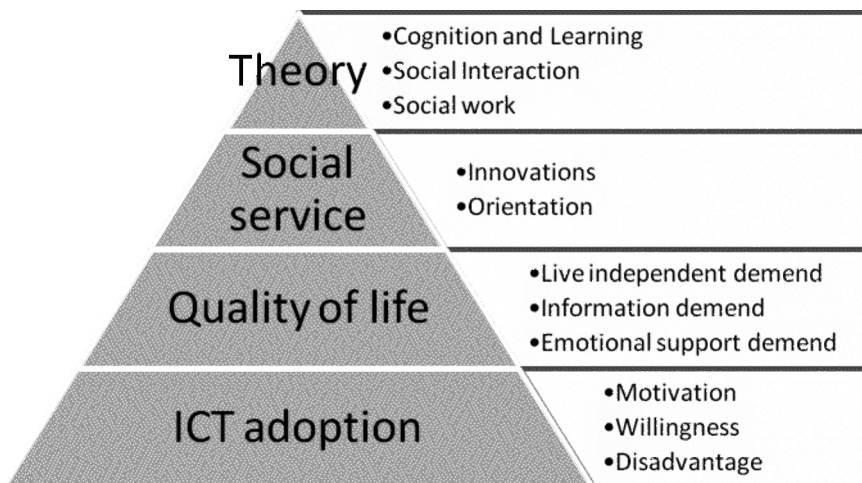 Theory
•Cognition and Learning
•Social Interaction
•Social work
Social
service
•Innovations
•Orientation
Quality of life
•Live independent demend
•Information demend
•Emotional support demend
ICT adoption
•Motivation
•Willingness
•Disadvantage